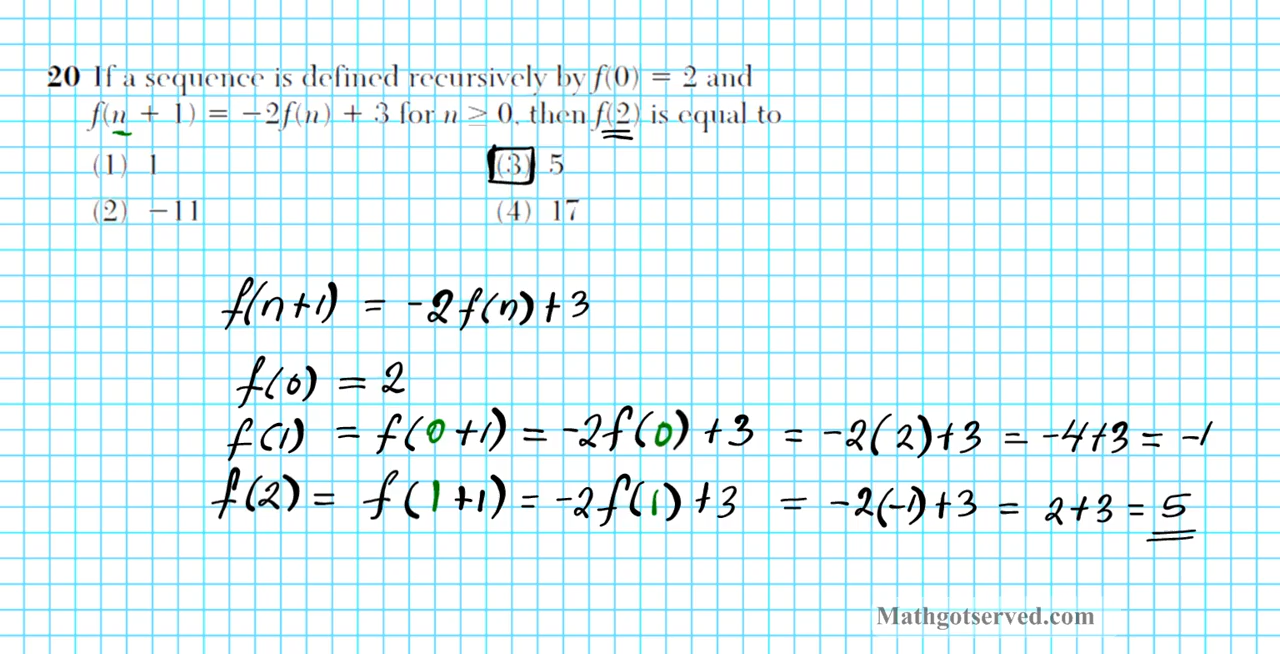 20 If a sequence is defined recursively by f(0) = 2 and
f(n + 1) = −2f(n) + 3 for n ≥ 0, then f(2) is equal to
(1) 1 (3) 5
(2) −11 (4) 17
f(n+1) = -2f(n)+3
f(0) = 2
f(1) = f(0+1) = -2f(0)+3 = -2(2)+3 = -4+3 = -1
f(2) = f(1+1) = -2f(1)+3 = -2(-1)+3 = 2+3 = 5
Mathgotserved.com